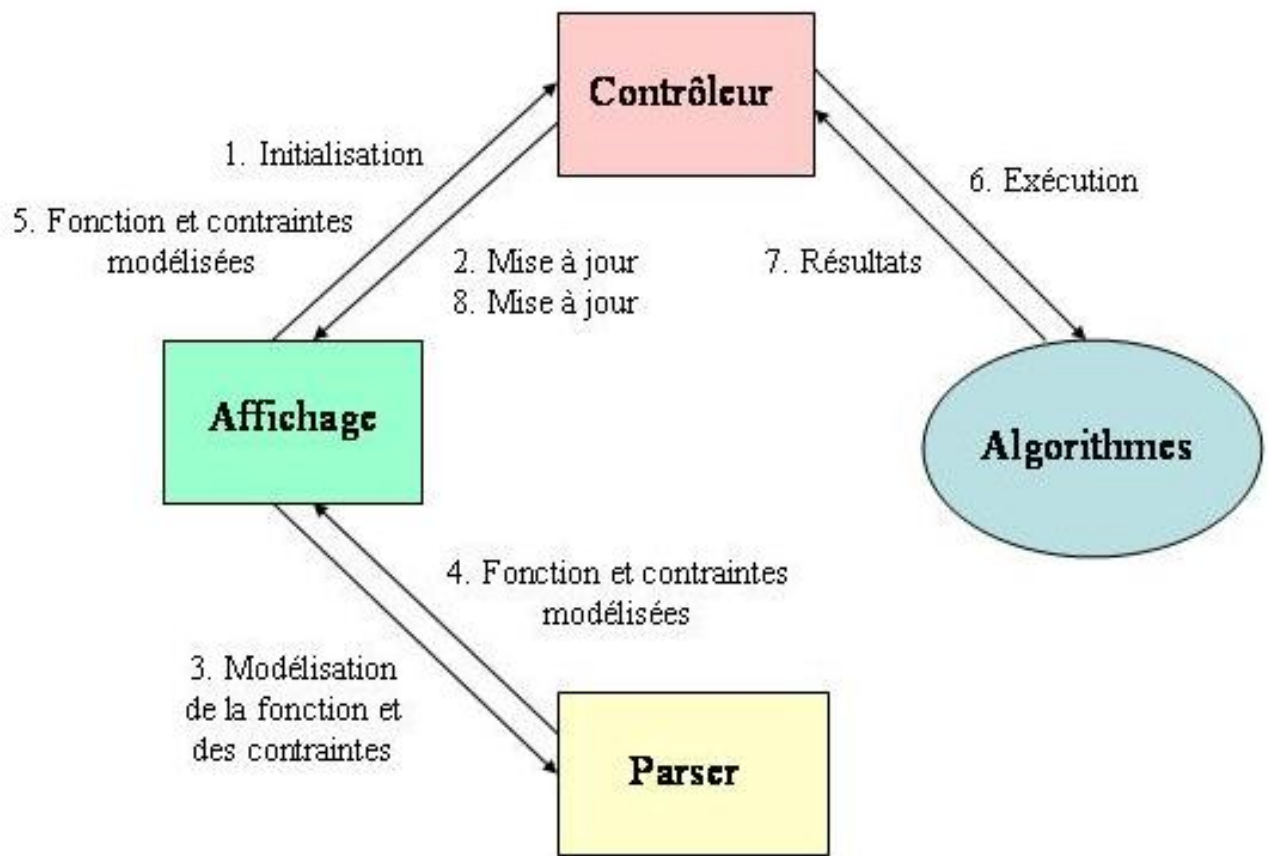 Contrôleur
1. Initialisation
6. Exécution
5. Fonction et contraintes
modélisées
2. Mise à jour
8. Mise à jour
7. Résultats
Affichage
Algorithmes
4. Fonction et contraintes
modélisées
3. Modélisation
de la fonction et
des contraintes
Parser